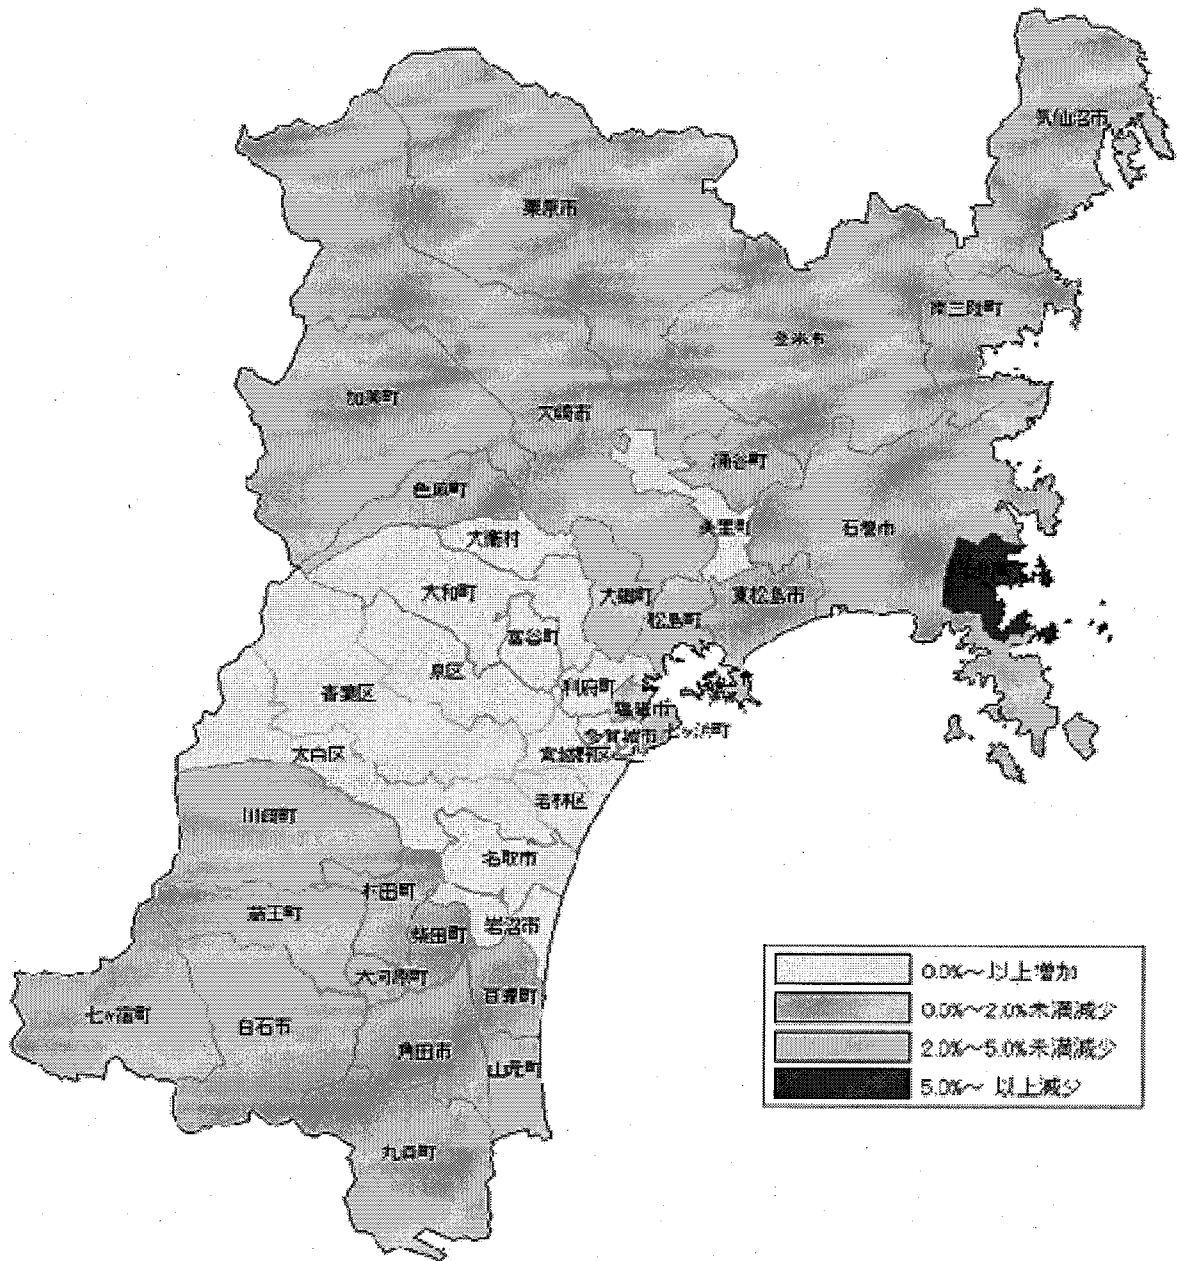 気仙沼市
栗原市
南三陸町
登米市
加美町
大崎市
涌谷町
色麻町
美里町
石巻市
大衡村
大和町
大郷町
東松島市
松島町
富谷町
泉区
利府町
青葉区
塩竈市
七ヶ浜町
多賀城市
太白区
宮城野区
若林区
川崎町
名取市
村田町
蔵王町
岩沼市
柴田町
大河原町
亘理町
七ヶ宿町
白石市
角田市
山元町
丸森町
0.0%～以上増加
0.0%～2.0%未満減少
2.0%～5.0%未満減少
5.0%～ 以上減少